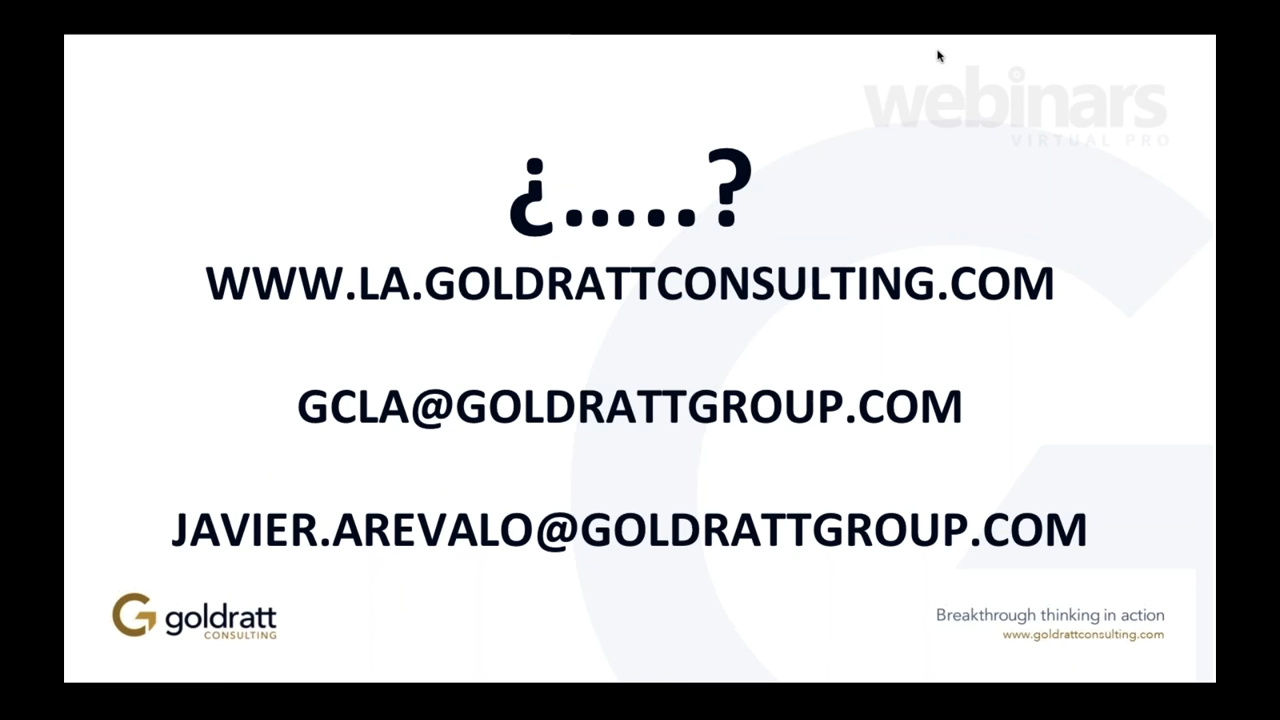 webinars
VIRTUAL PRO
¿.....?
WWW.LA.GOLDRATTCONSULTING.COM
GCLA@GOLDRATTGROUP.COM
JAVIER.AREVALO@GOLDRATTGROUP.COM
goldratt
CONSULTING
Breakthrough thinking in action
www.goldrattconsulting.com